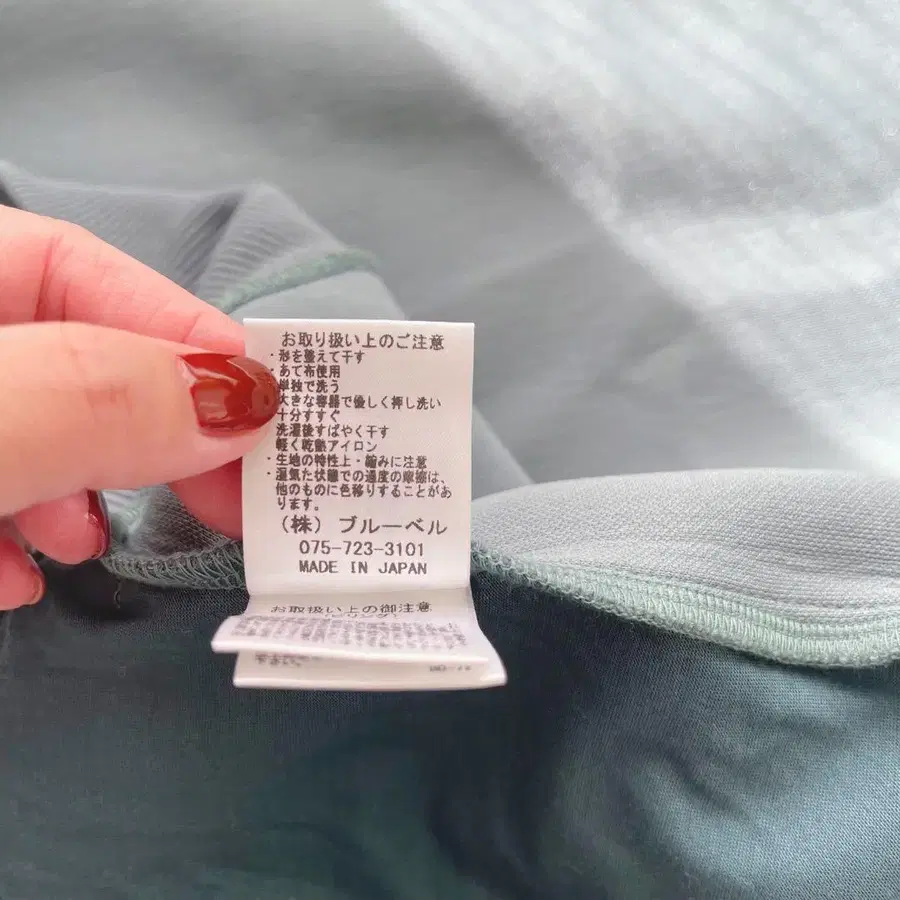 お取り扱い上のご注意
・形を整えて干す
・あて布使用
単独で洗う
大きな容器で優しく押し洗い
十分すすぐ
洗濯後すばやく干す
軽く乾熱アイロン
・生地の特性上・縮みに注意
・湿気た状態での過度の摩擦は、
他のものに色移りすることがあ
ります。
(株) ブルーベル
075-723-3101
MADE IN JAPAN
お取扱い上の御注意